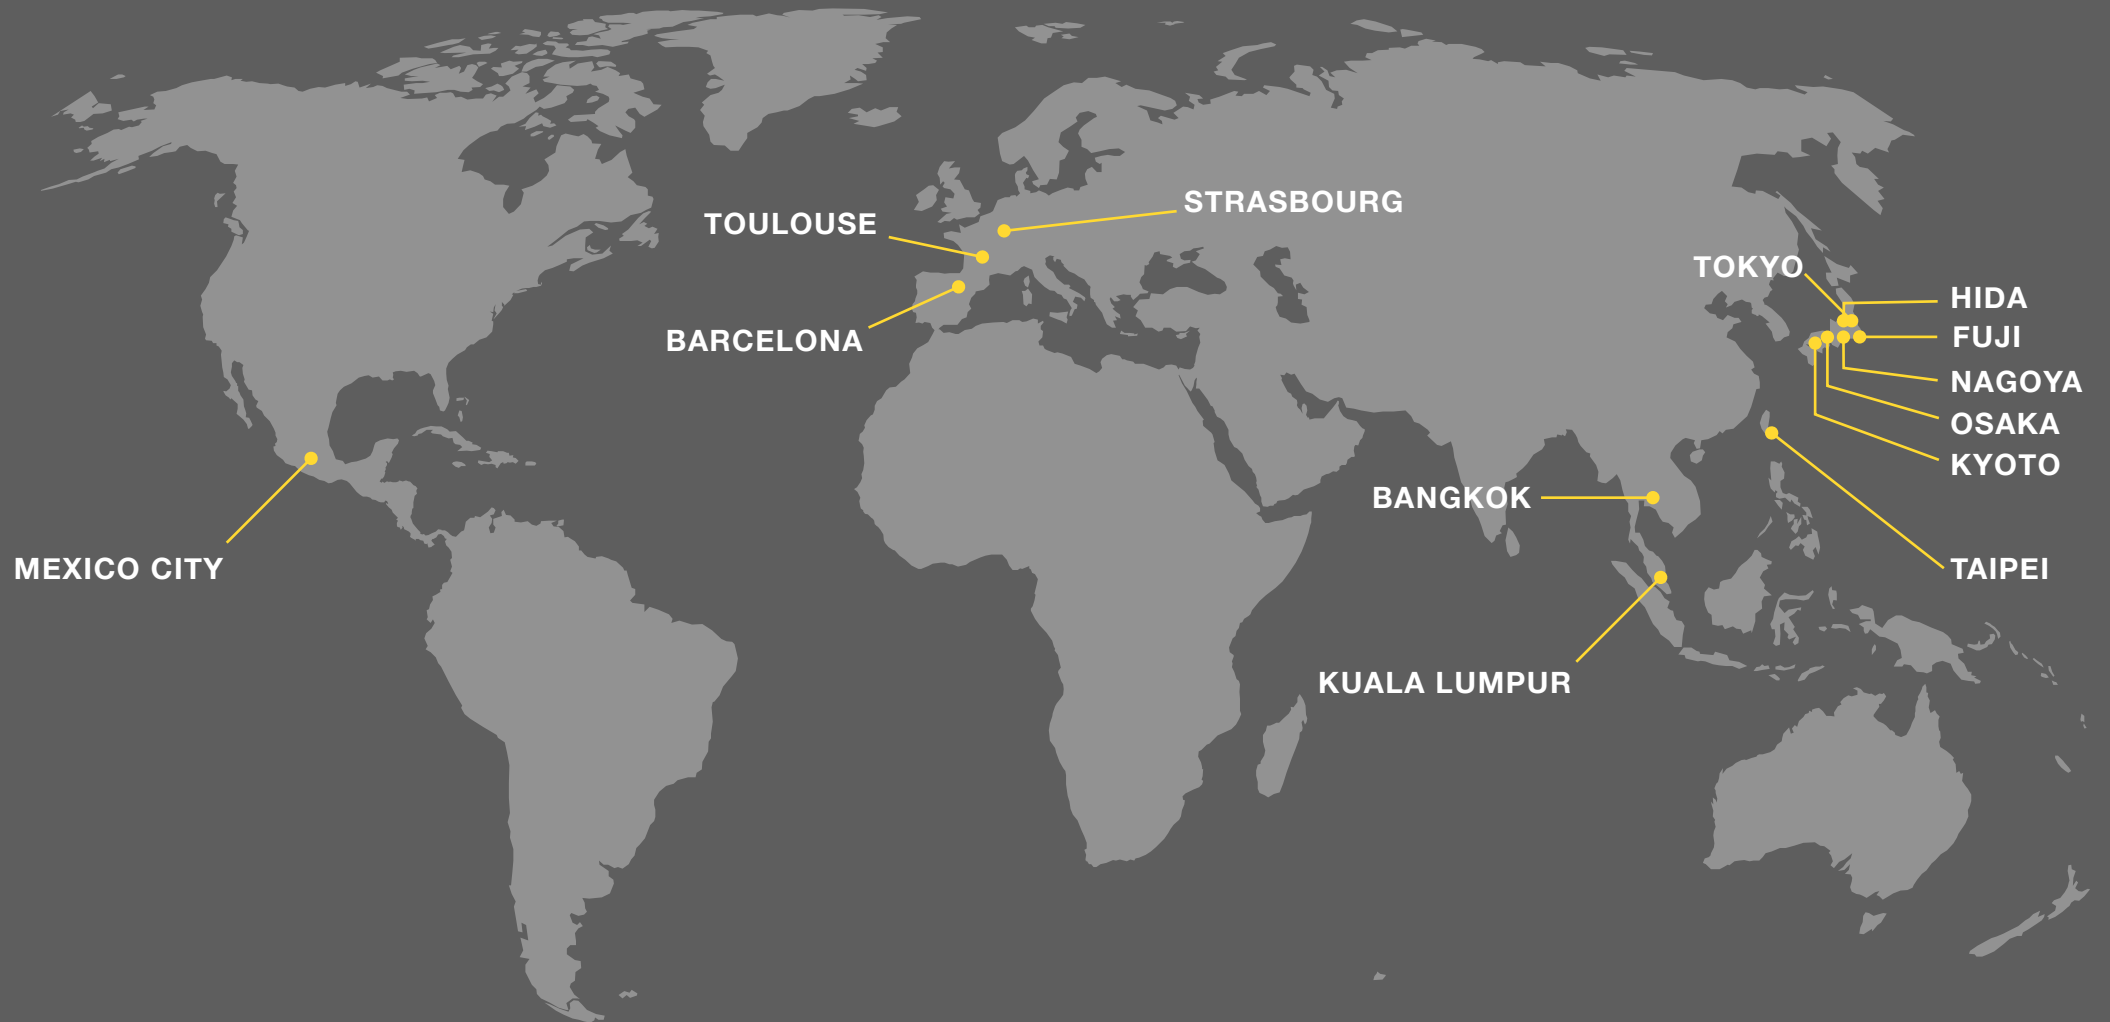 STRASBOURG
TOULOUSE
TOKYO
HIDA
FUJI
BARCELONA
NAGOYA
OSAKA
KYOTO
BANGKOK
MEXICO CITY
TAIPEI
KUALA LUMPUR